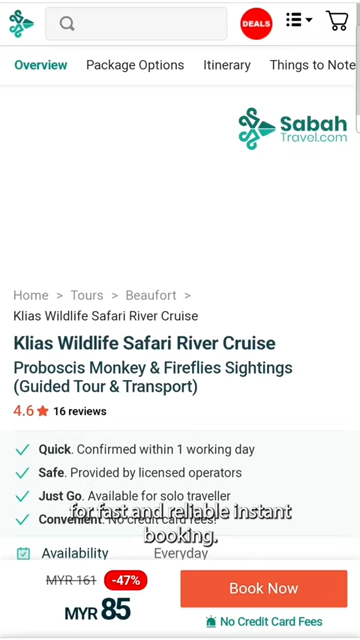 DEALS
Overview Package Options Itinerary Things to Note
Sabah
Travel.com
Home > Tours > Beaufort >
Klias Wildlife Safari River Cruise
Klias Wildlife Safari River Cruise
Proboscis Monkey & Fireflies Sightings
(Guided Tour & Transport)
4.6 16 reviews
Quick. Confirmed within 1 working day
Safe. Provided by licensed operators
Just Go. Available for solo traveller
for fast and reliable instant
Convenient. No credit card fees!
booking.
Availability Everyday
MYR 161 -47%
MYR 85
Book Now
No Credit Card Fees